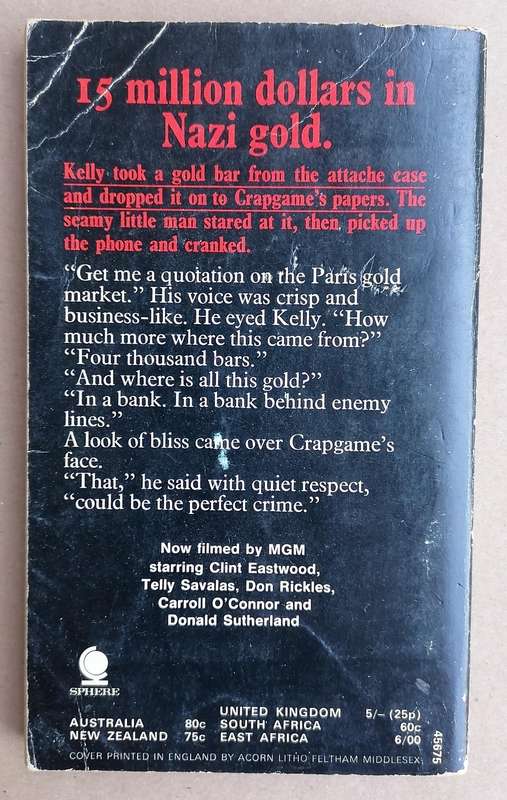 15 million dollars in
Nazi gold.
Kelly took a gold bar from the attache case
and dropped it on to Crapgame's papers. The
seamy little man stared at it, then picked up
the phone and cranked.
“Get me a quotation on the Paris gold
market.” His voice was crisp and
business-like. He eyed Kelly. “How
much more where this came from?”
“Four thousand bars.”
“And where is all this gold?”
“In a bank. In a bank behind enemy
lines.”
A look of bliss came over Crapgame's
face.
“That,” he said with quiet respect,
“could be the perfect crime.”
Now filmed by MGM
starring Clint Eastwood,
Telly Savalas, Don Rickles,
Carroll O'Connor and
Donald Sutherland
SPHERE
AUSTRALIA 80c
NEW ZEALAND 75c
UNITED KINGDOM 5/– (25p)
SOUTH AFRICA 60c
EAST AFRICA 6/00
45675
COVER PRINTED IN ENGLAND BY ACORN LITHO FELTHAM MIDDLESEX